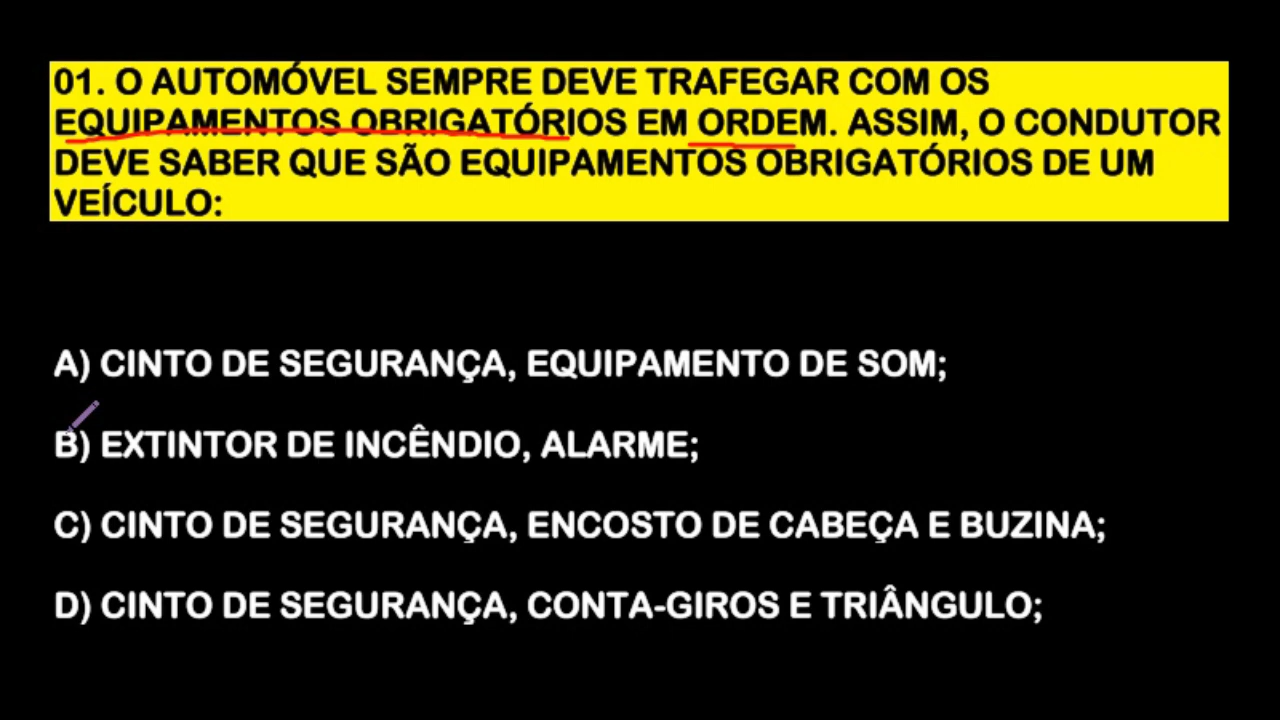 01. O AUTOMÓVEL SEMPRE DEVE TRAFEGAR COM OS
EQUIPAMENTOS OBRIGATÓRIOS EM ORDEM. ASSIM, O CONDUTOR
DEVE SABER QUE SÃO EQUIPAMENTOS OBRIGATÓRIOS DE UM
VEÍCULO:
A) CINTO DE SEGURANÇA, EQUIPAMENTO DE SOM;
B) EXTINTOR DE INCÊNDIO, ALARME;
C) CINTO DE SEGURANÇA, ENCOSTO DE CABEÇA E BUZINA;
D) CINTO DE SEGURANÇA, CONTA-GIROS E TRIÂNGULO;